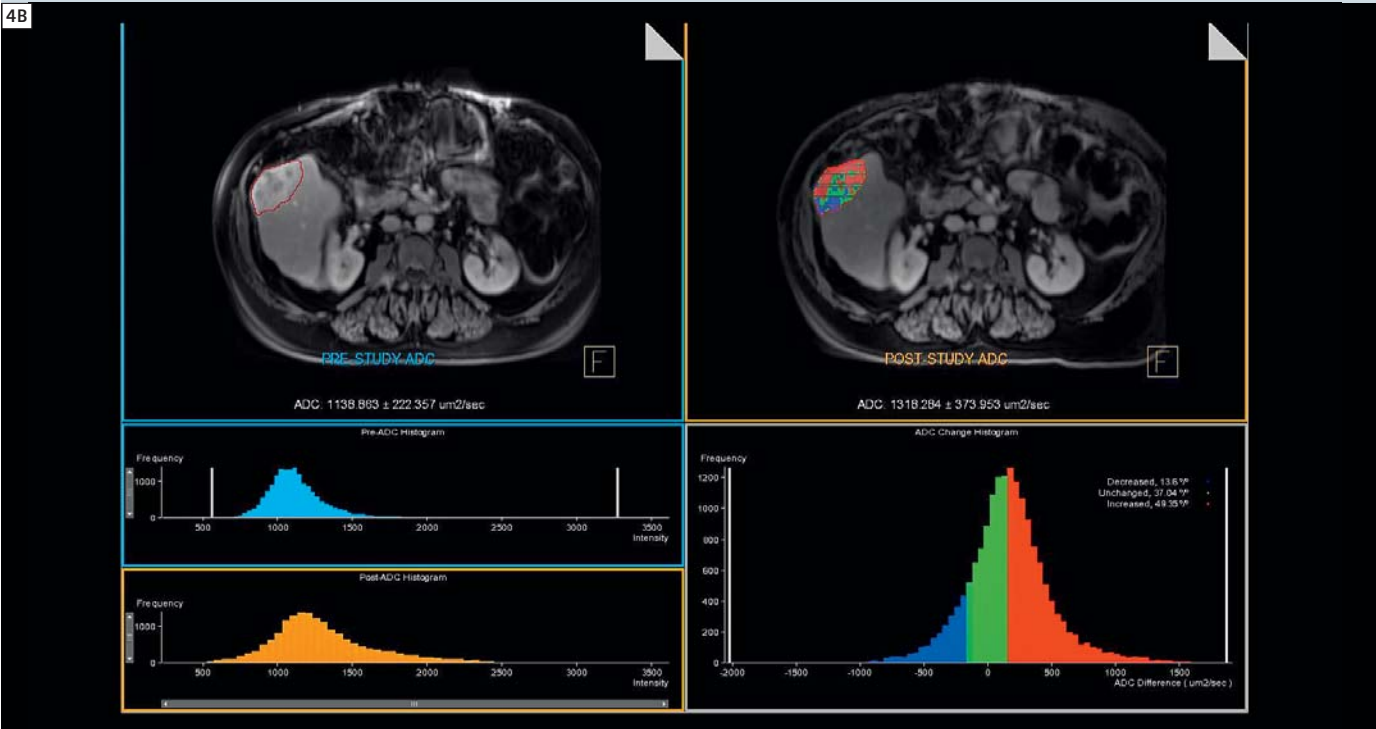 4B
PRE-STUDY ADC
F
ADC: 1138.863 ± 222.357 um2/sec
POST-STUDY ADC
F
ADC: 1318.284 ± 373.953 um2/sec
Pre-ADC Histogram
Frequency
1000
0
500 1000 1500 2000 2500 3000 3500
Intensity
Post-ADC Histogram
Frequency
1000
0
500 1000 1500 2000 2500 3000 3500
Intensity
ADC Change Histogram
Frequency
1200
1000
800
600
400
200
0
Decreased, 13.6%
Unchanged, 37.04%
Increased, 49.35%
-2000 -1500 -1000 -500 0 500 1000 1500
ADC Difference ( um2/sec )